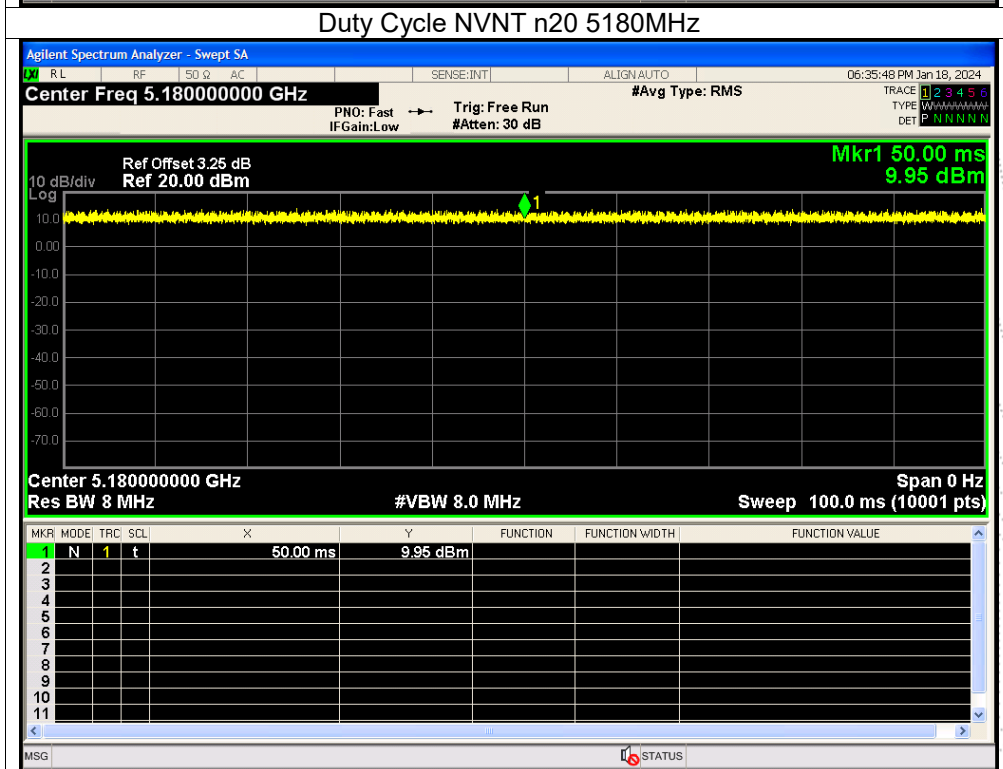 Duty Cycle NVNT n20 5180MHz
Agilent Spectrum Analyzer - Swept SA
LXI RL RF 50 Ω AC SENSE:INT ALIGN AUTO 06:35:48 PM Jan 18, 2024
Center Freq 5.180000000 GHz #Avg Type: RMS TRACE 1 2 3 4 5 6
PNO: Fast Trig: Free Run TYPE WWWWWW
IFGain:Low #Atten: 30 dB DET P N N N N N
Mkr1 50.00 ms
Ref Offset 3.25 dB
10 dB/div Ref 20.00 dBm 9.95 dBm
Log
1
10.0
0.00
-10.0
-20.0
-30.0
-40.0
-50.0
-60.0
-70.0
Center 5.180000000 GHz Span 0 Hz
Res BW 8 MHz #VBW 8.0 MHz Sweep 100.0 ms (10001 pts)
MKR MODE TRC SCL X Y FUNCTION FUNCTION WIDTH FUNCTION VALUE
1 N 1 t 50.00 ms 9.95 dBm
2
3
4
5
6
7
8
9
10
11
MSG STATUS